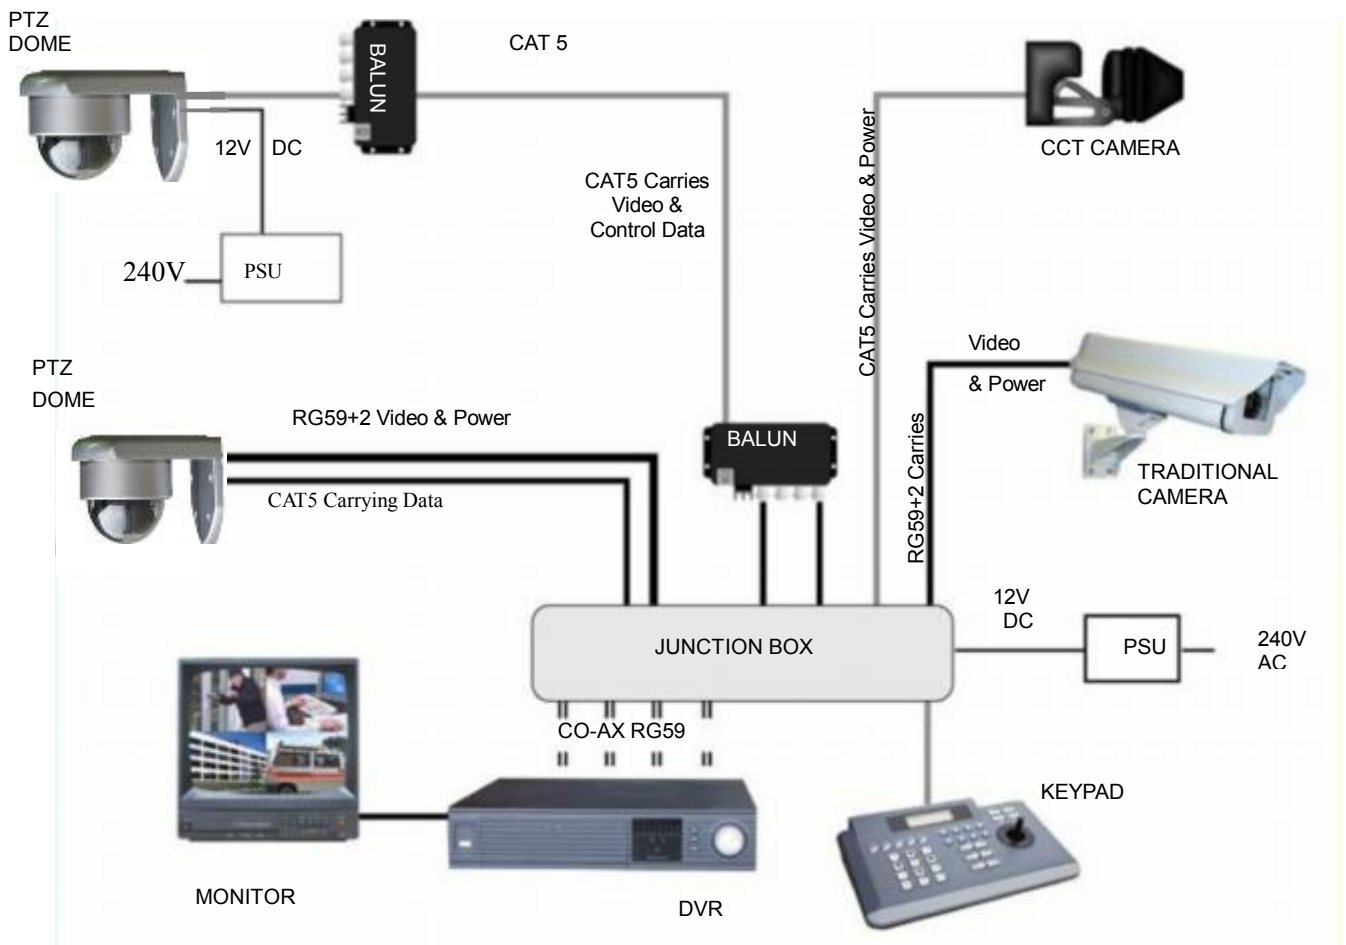 PTZ
DOME
BALUN
CAT 5
12V DC
CCT CAMERA
CAT5 Carries
Video &
Control Data
CAT5 Carries Video & Power
240V
PSU
Video
& Power
PTZ
DOME
RG59+2 Video & Power
BALUN
CAT5 Carrying Data
RG59+2 Carries
TRADITIONAL
CAMERA
12V
DC
JUNCTION BOX
PSU
240V
AC
CO-AX RG59
KEYPAD
MONITOR
DVR